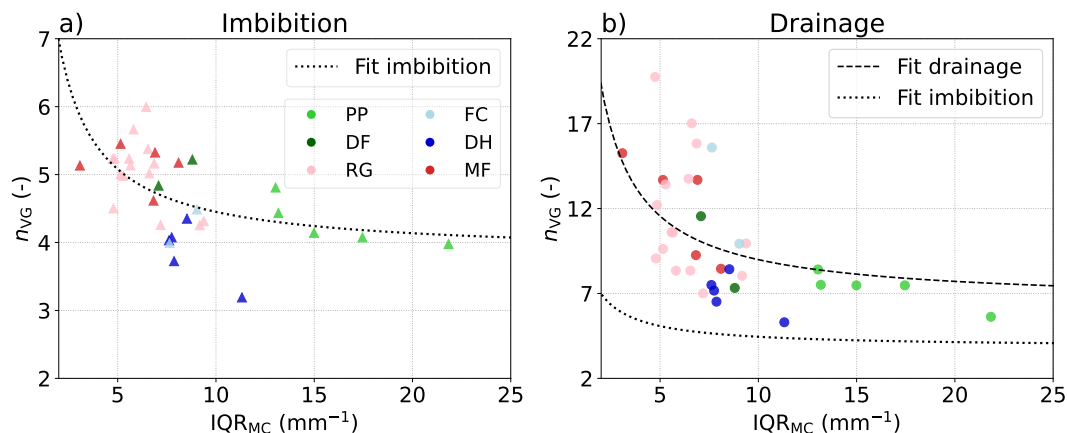 a) Imbibition
7
6
5
4
3
2
n_VG (-)
5 10 15 20 25
IQR_MC (mm⁻¹)
Fit imbibition
PP FC
DF DH
RG MF
b) Drainage
22
17
12
7
2
n_VG (-)
5 10 15 20 25
IQR_MC (mm⁻¹)
Fit drainage
Fit imbibition